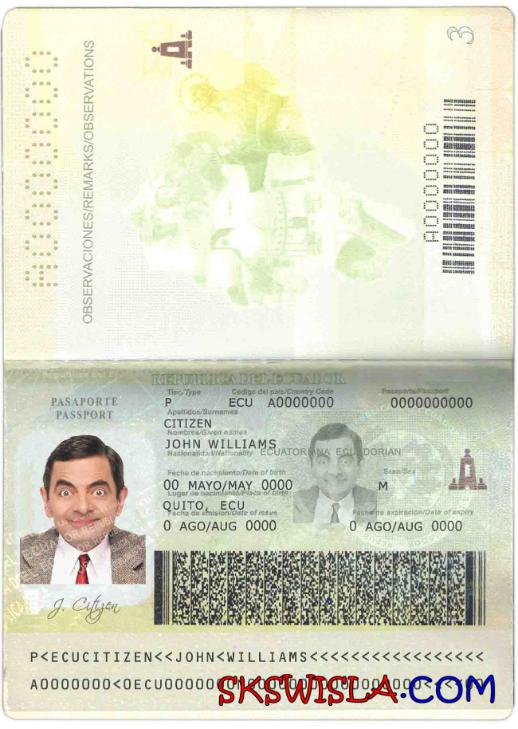 A0000000
OBSERVACIONES/REMARKS/OBSERVATIONS
3
A0000000
REPUBLICA DEL ECUADOR
PASAPORTE
PASSPORT
Tipo/Type Código del país/Country Code Pasaporte/Passport
P ECU A0000000 0000000000
Apellidos/Surnames
CITIZEN
Nombres/Given names
JOHN WILLIAMS
Nacionalidad/Nationality ECUATORIANA ECUADORIAN
Fecha de nacimiento/Date of birth Sexo/Sex
00 MAYO/MAY 0000 M
Lugar de nacimiento/Place of birth
QUITO, ECU
Fecha de emisión/Date of issue Fecha de expiración/Date of expiry
0 AGO/AUG 0000 0 AGO/AUG 0000
J. Citizen
P<ECUCITIZEN<<JOHN<WILLIAMS<<<<<<<<<<<<<<<<<
SKSWISLA.COM